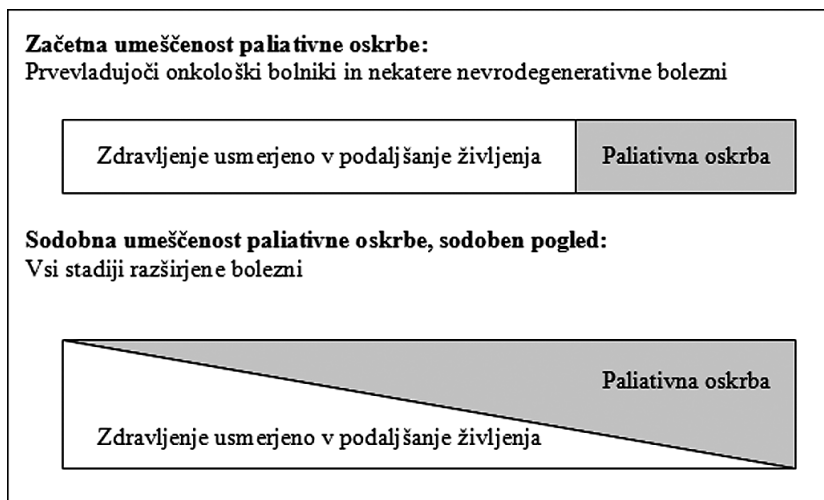 Začetna umeščenost paliativne oskrbe:
Prvevladujoči onkološki bolniki in nekatere nevrodegenerativne bolezni
Zdravljenje usmerjeno v podaljšanje življenja
Paliativna oskrba
Sodobna umeščenost paliativne oskrbe, sodoben pogled:
Vsi stadiji razširjene bolezni
Paliativna oskrba
Zdravljenje usmerjeno v podaljšanje življenja